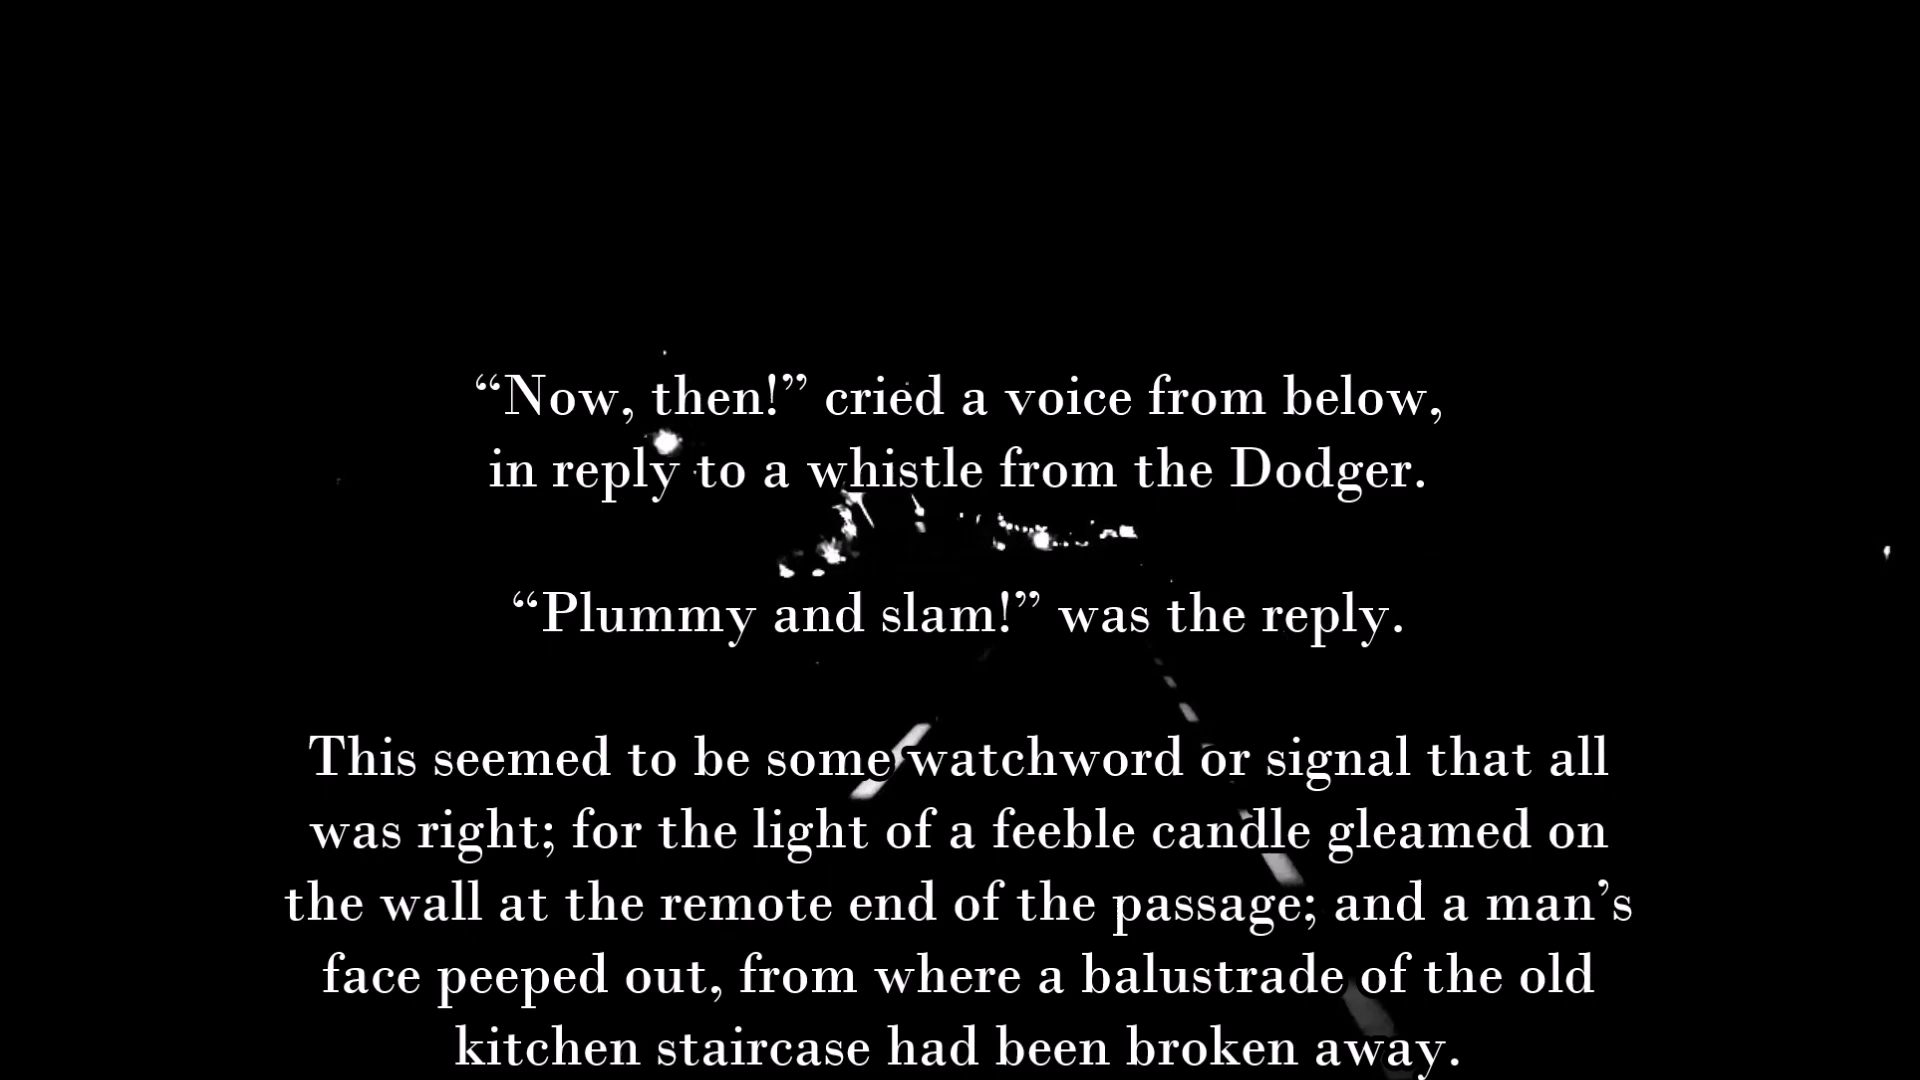 “Now, then!” cried a voice from below,
in reply to a whistle from the Dodger.
“Plummy and slam!” was the reply.
This seemed to be some watchword or signal that all
was right; for the light of a feeble candle gleamed on
the wall at the remote end of the passage; and a man’s
face peeped out, from where a balustrade of the old
kitchen staircase had been broken away.